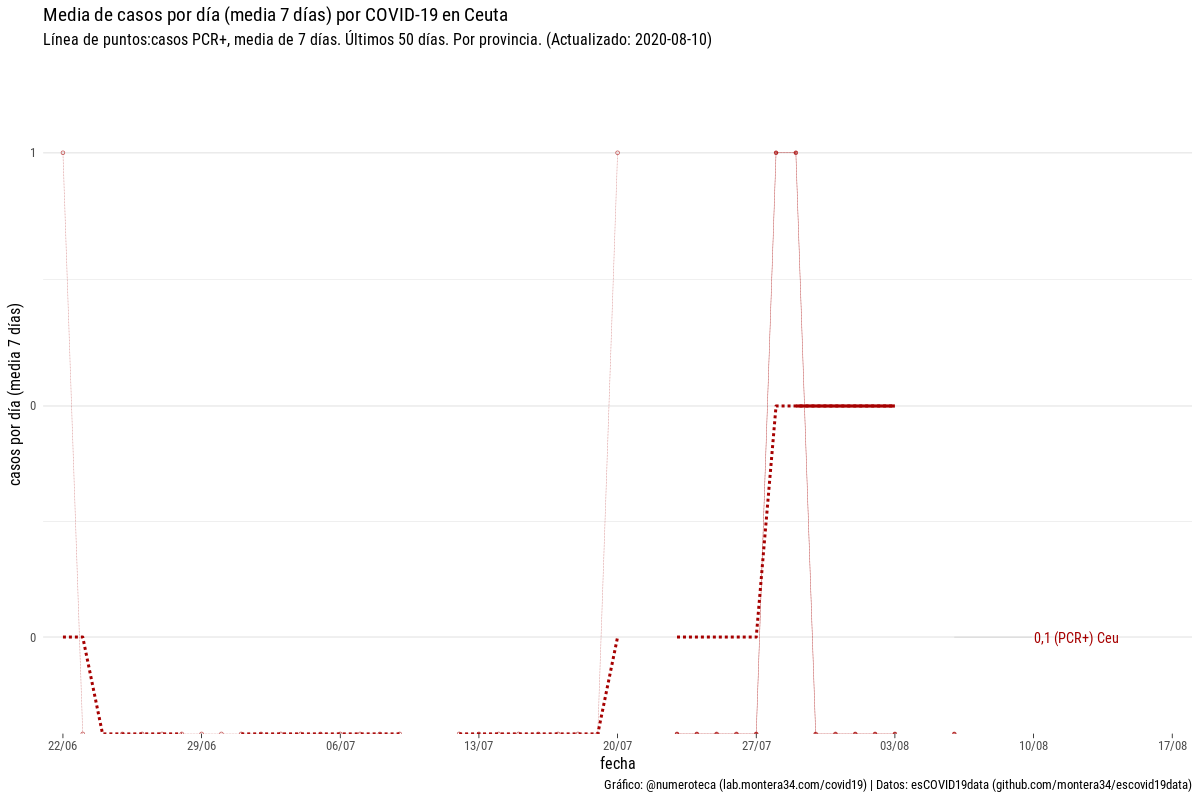 Media de casos por día (media 7 días) por COVID-19 en Ceuta
Línea de puntos:casos PCR+, media de 7 días. Últimos 50 días. Por provincia. (Actualizado: 2020-08-10)
casos por día (media 7 días)
1
0
0
0,1 (PCR+) Ceu
22/06
29/06
06/07
13/07
20/07
27/07
03/08
10/08
17/08
fecha
Gráfico: @numeroteca (lab.montera34.com/covid19) | Datos: esCOVID19data (github.com/montera34/escovid19data)